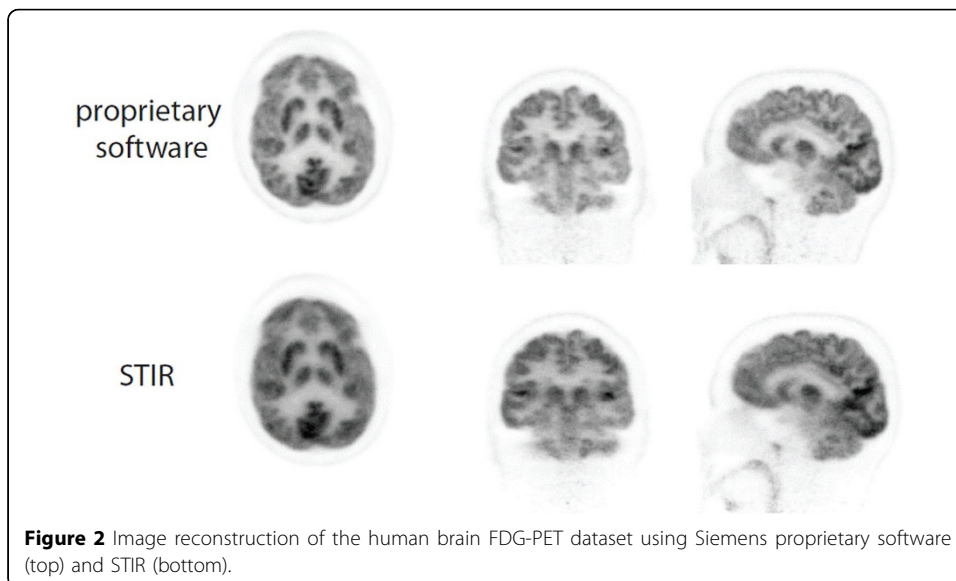 proprietary
software
STIR
Figure 2 Image reconstruction of the human brain FDG-PET dataset using Siemens proprietary software
(top) and STIR (bottom).